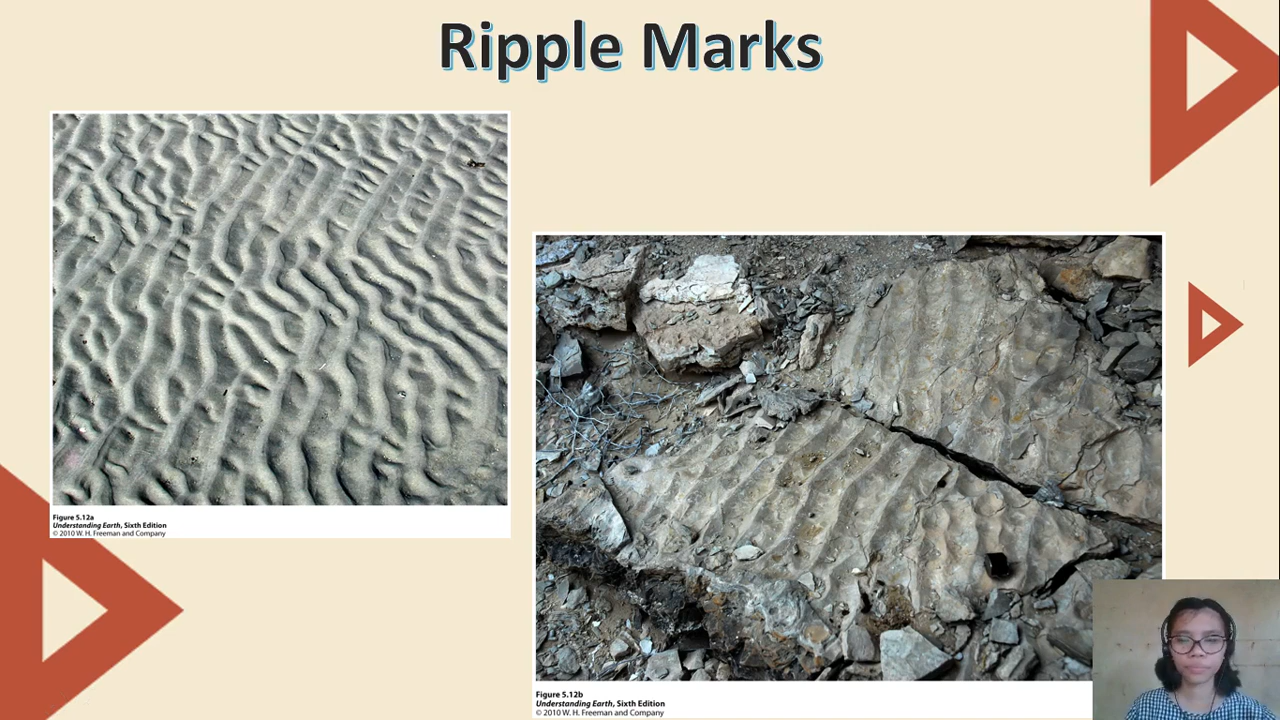 Ripple Marks
Figure 5.12a
Understanding Earth, Sixth Edition
© 2010 W. H. Freeman and Company
Figure 5.12b
Understanding Earth, Sixth Edition
© 2010 W. H. Freeman and Company